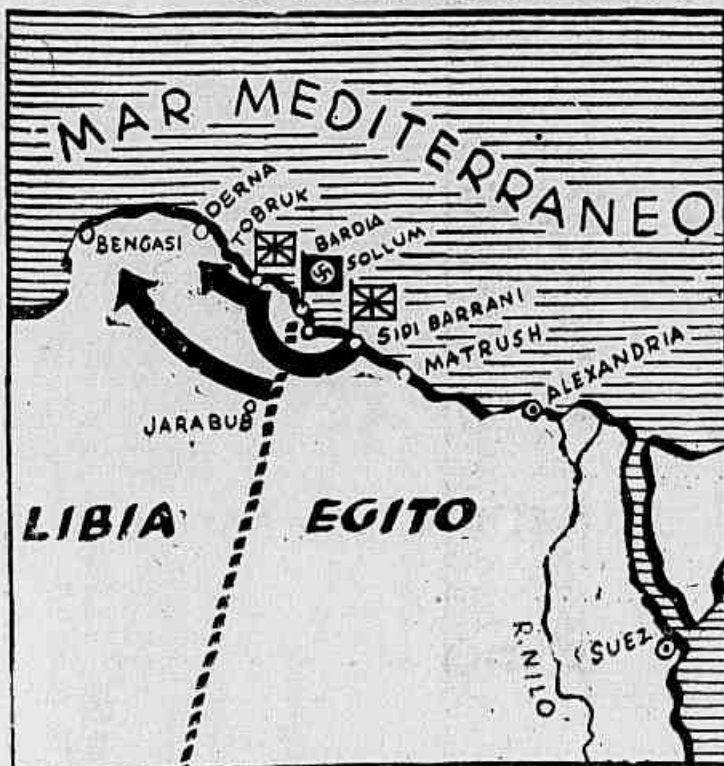 MAR MEDITERRANEO
DERNA
TOBRUK
BENGASI
BARDIA
SOLLUM
SIDI BARRANI
MATRUSH
ALEXANDRIA
JARABUB
LIBIA
EGITO
R. NILO
SUEZ